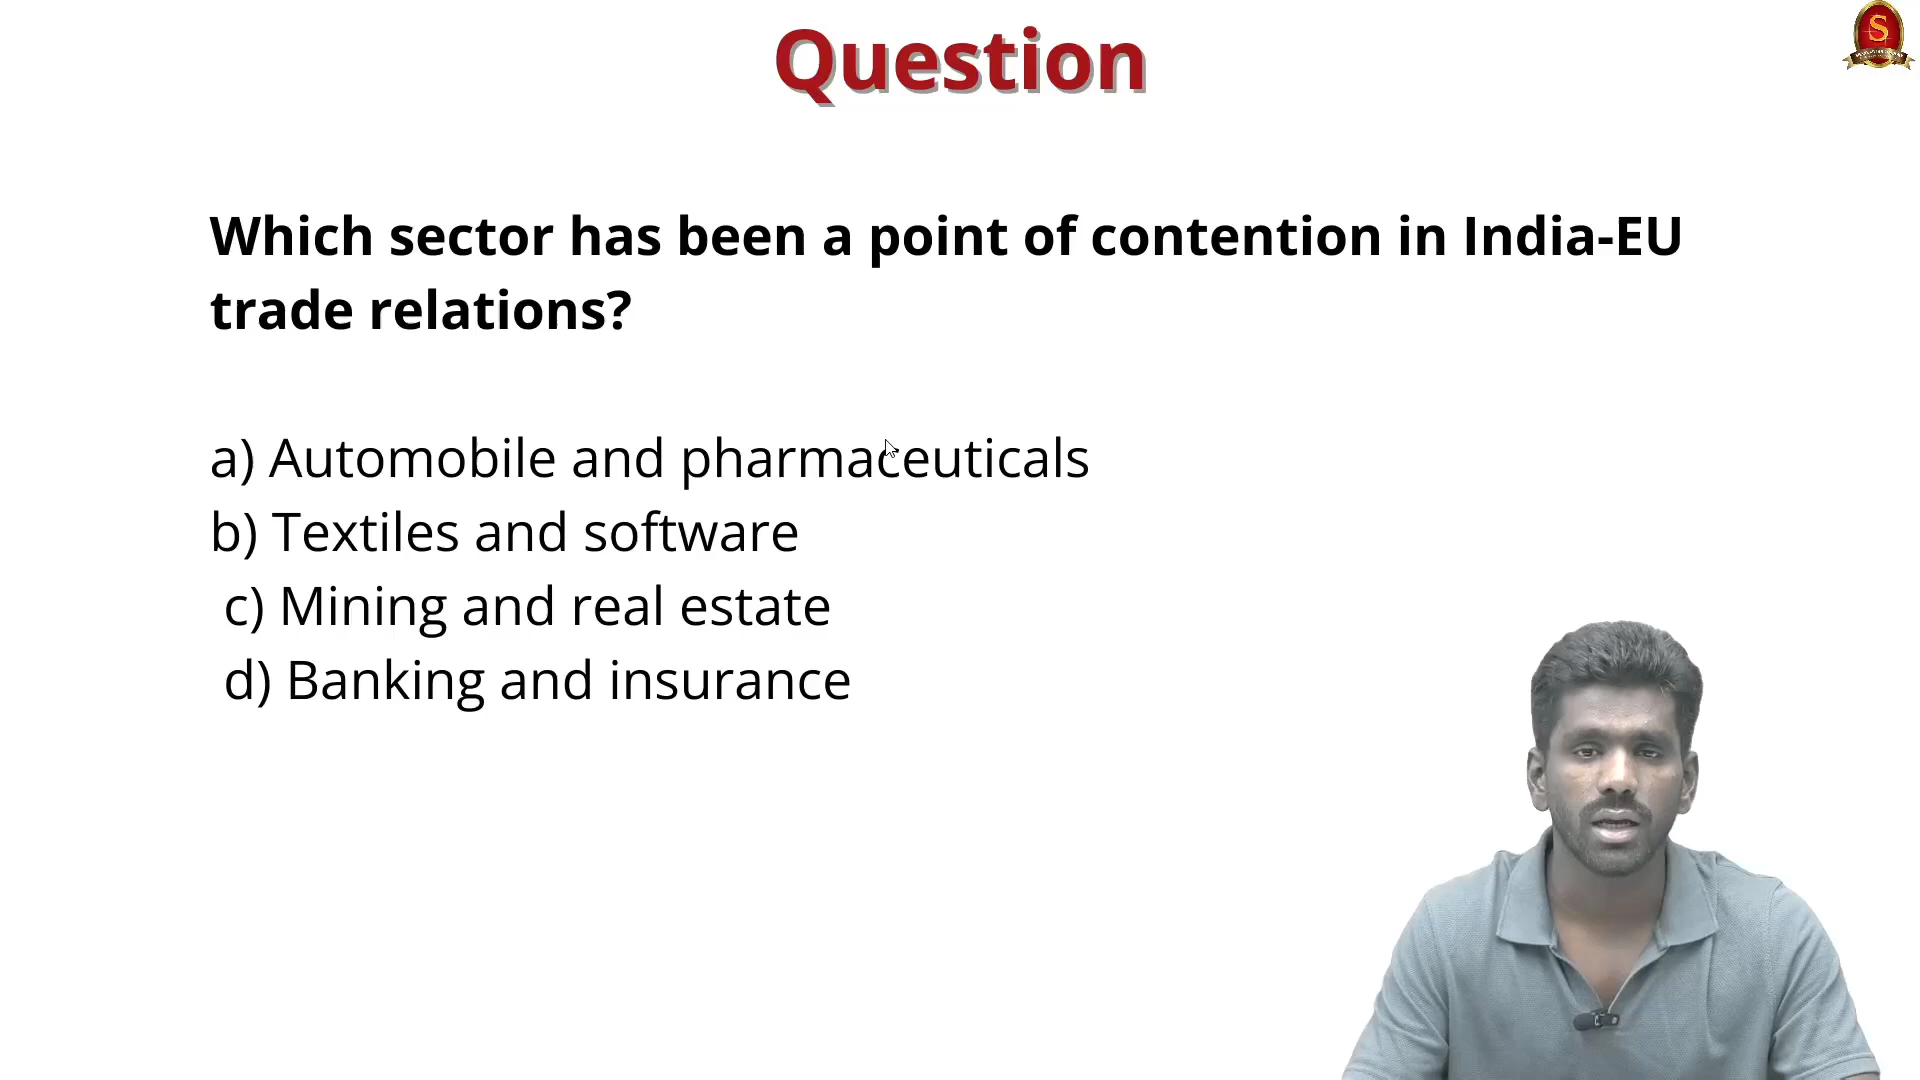 Question
Which sector has been a point of contention in India-EU
trade relations?
a) Automobile and pharmaceuticals
b) Textiles and software
c) Mining and real estate
d) Banking and insurance
S